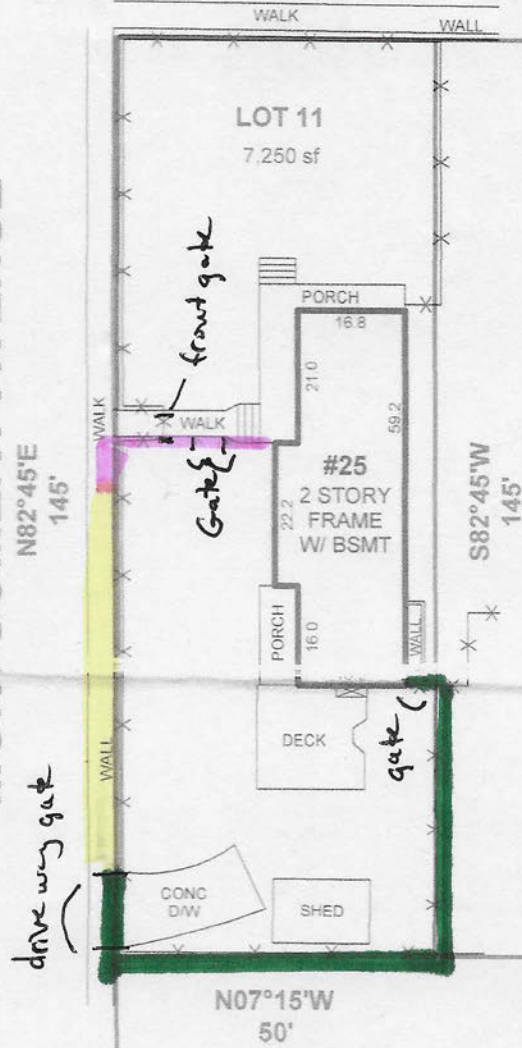 WALK
WALL
LOT 11
7,250 sf
front gate
PORCH
16.8
21.0
59.2
WALK
WALK
N82°45'E
145'
Gate
#25
2 STORY
FRAME
W/ BSMT
22.2
S82°45'W
145'
PORCH
16.0
WALL
gate
DECK
WALL
drive way gate
CONC
D/W
SHED
N07°15'W
50'